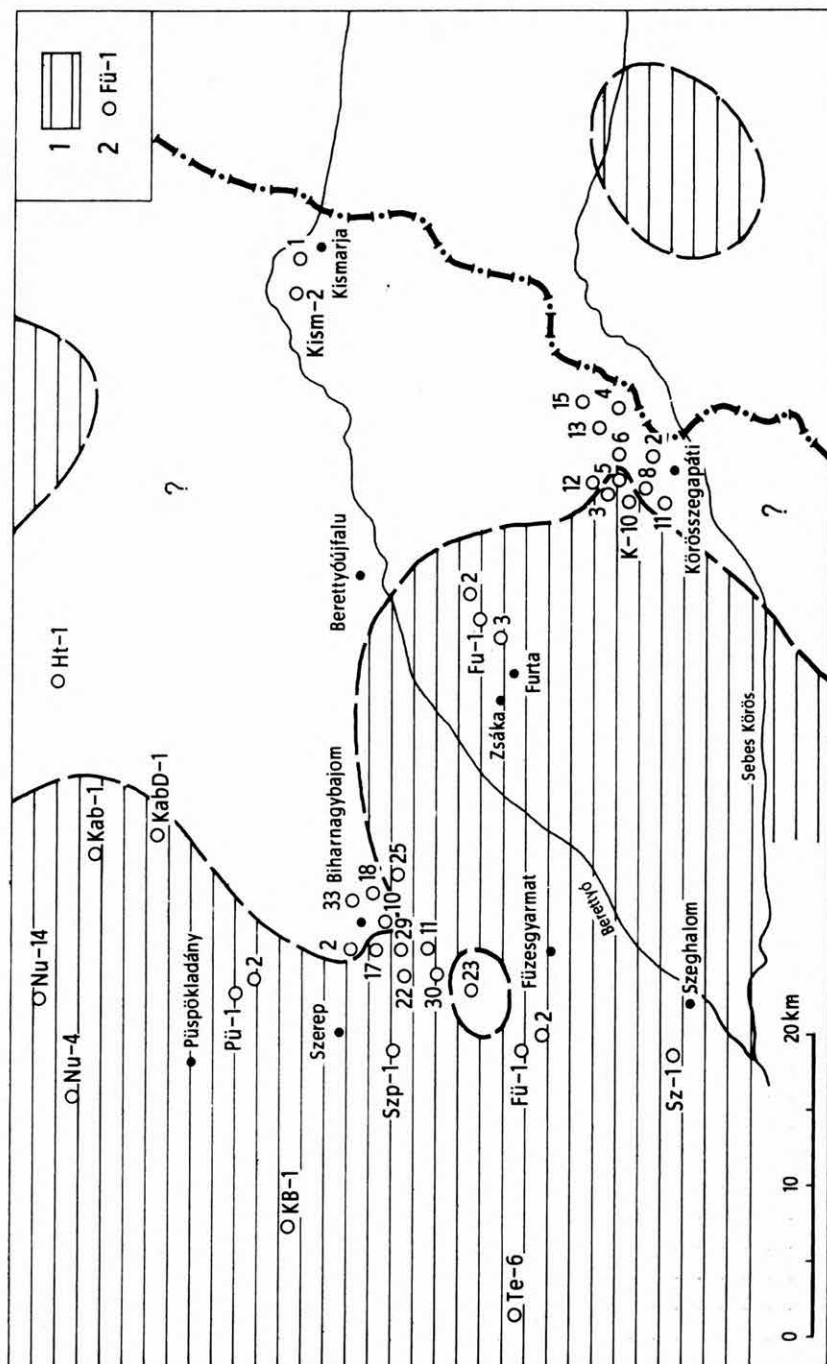 1
2 Fü-1
Nu-14
Ht-1
Nu-4
Kab-1
KabD-1
?
Püspökladány
Pü-1
2
KB-1
Kism-2
1
Kismarja
Szerep
Biharnagybajom
Berettyóújfalu
2
33
18
17
10
25
Szp-1
29
22
11
30
23
Fu-1
2
3
Zsáka
Furta
Te-6
Fü-1
2
Füzesgyarmat
Berettyó
12
15
3
13
5
6
4
K-10
8
2
11
Körösszegapáti
Sz-1
Szeghalom
Sebes Körös
?
0 10 20 km